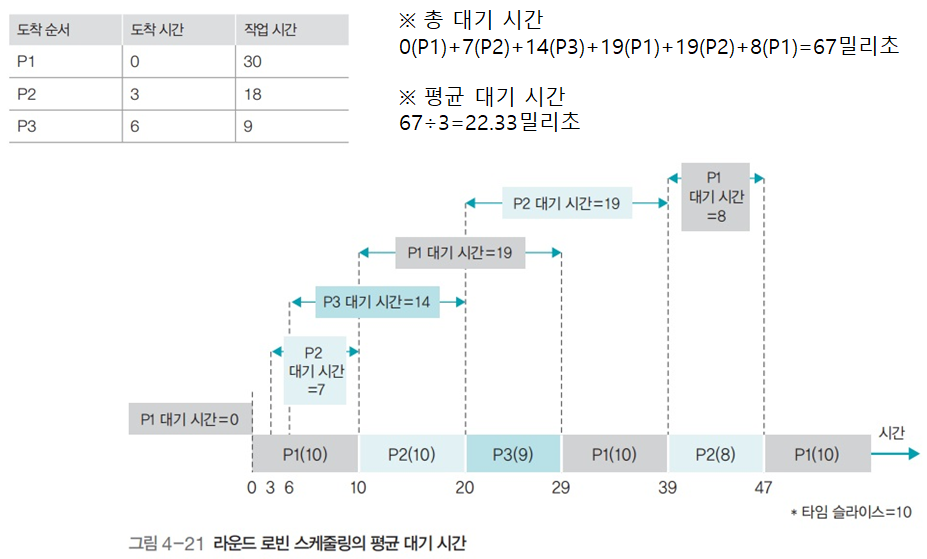 도착 순서 도착 시간 작업 시간
P1 0 30
P2 3 18
P3 6 9
※ 총 대기 시간
0(P1)+7(P2)+14(P3)+19(P1)+19(P2)+8(P1)=67밀리초
※ 평균 대기 시간
67÷3=22.33밀리초
P1
대기 시간
=8
P2 대기 시간=19
P1 대기 시간=19
P3 대기 시간=14
P2
대기 시간
=7
P1 대기 시간=0
P1(10) P2(10) P3(9) P1(10) P2(8) P1(10)
시간
0 3 6 10 20 29 39 47
* 타임 슬라이스=10
그림 4-21 라운드 로빈 스케줄링의 평균 대기 시간